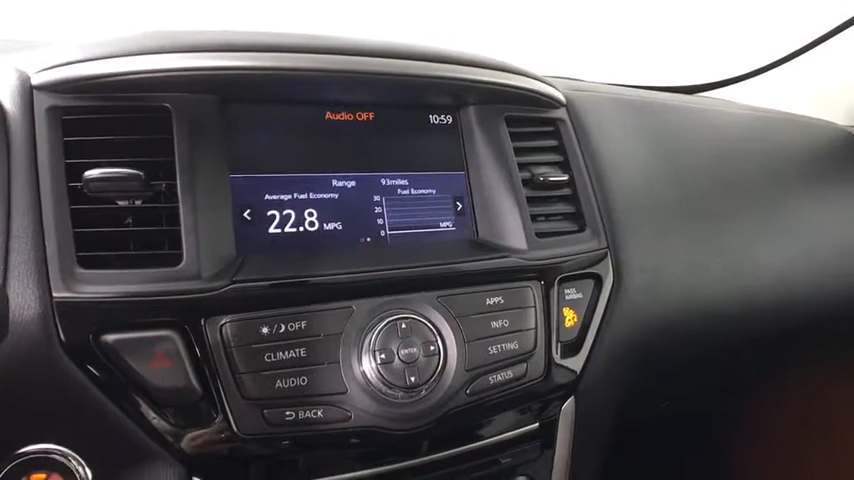 Audio OFF
10:59
Range 93miles
Average Fuel Economy
22.8 MPG
Fuel Economy
30
20
10
0
MPG
OFF
CLIMATE
AUDIO
BACK
ENTER
APPS
INFO
SETTING
STATUS
PASS
AIRBAG
OFF